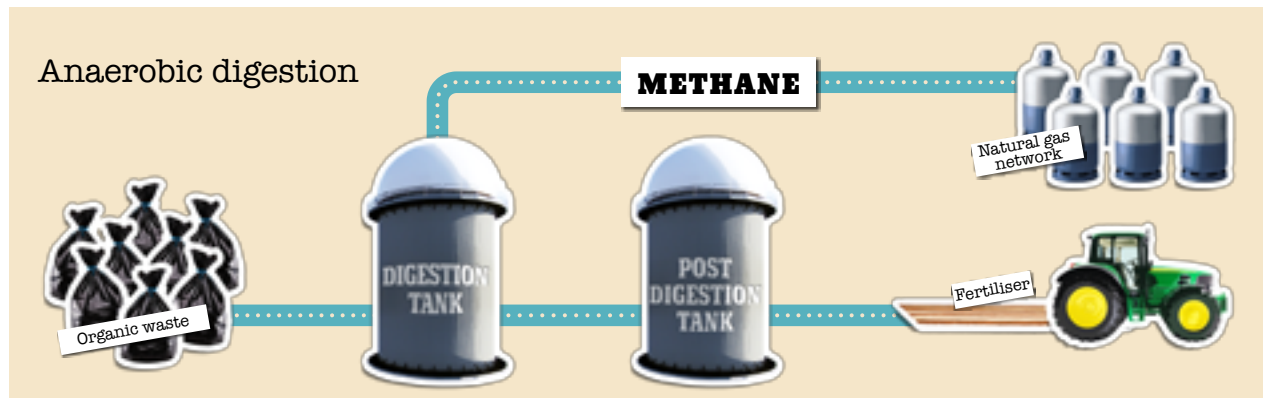 Anaerobic digestion
METHANE
Natural gas
network
DIGESTION
TANK
POST
DIGESTION
TANK
Fertiliser
Organic waste